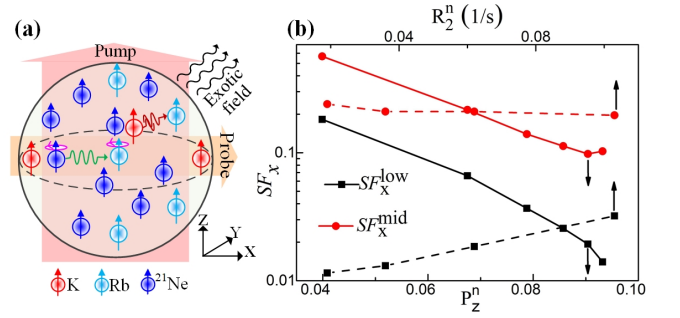 (a)
Pump
Exotic
field
Probe
Z
Y
X
K
Rb
²¹Ne
(b)
R₂ⁿ (1/s)
0.04
0.08
SFₓ
0.1
0.01
SFₓˡᵒʷ
SFₓᵐⁱᵈ
0.04
0.06
0.08
0.10
P_zⁿ